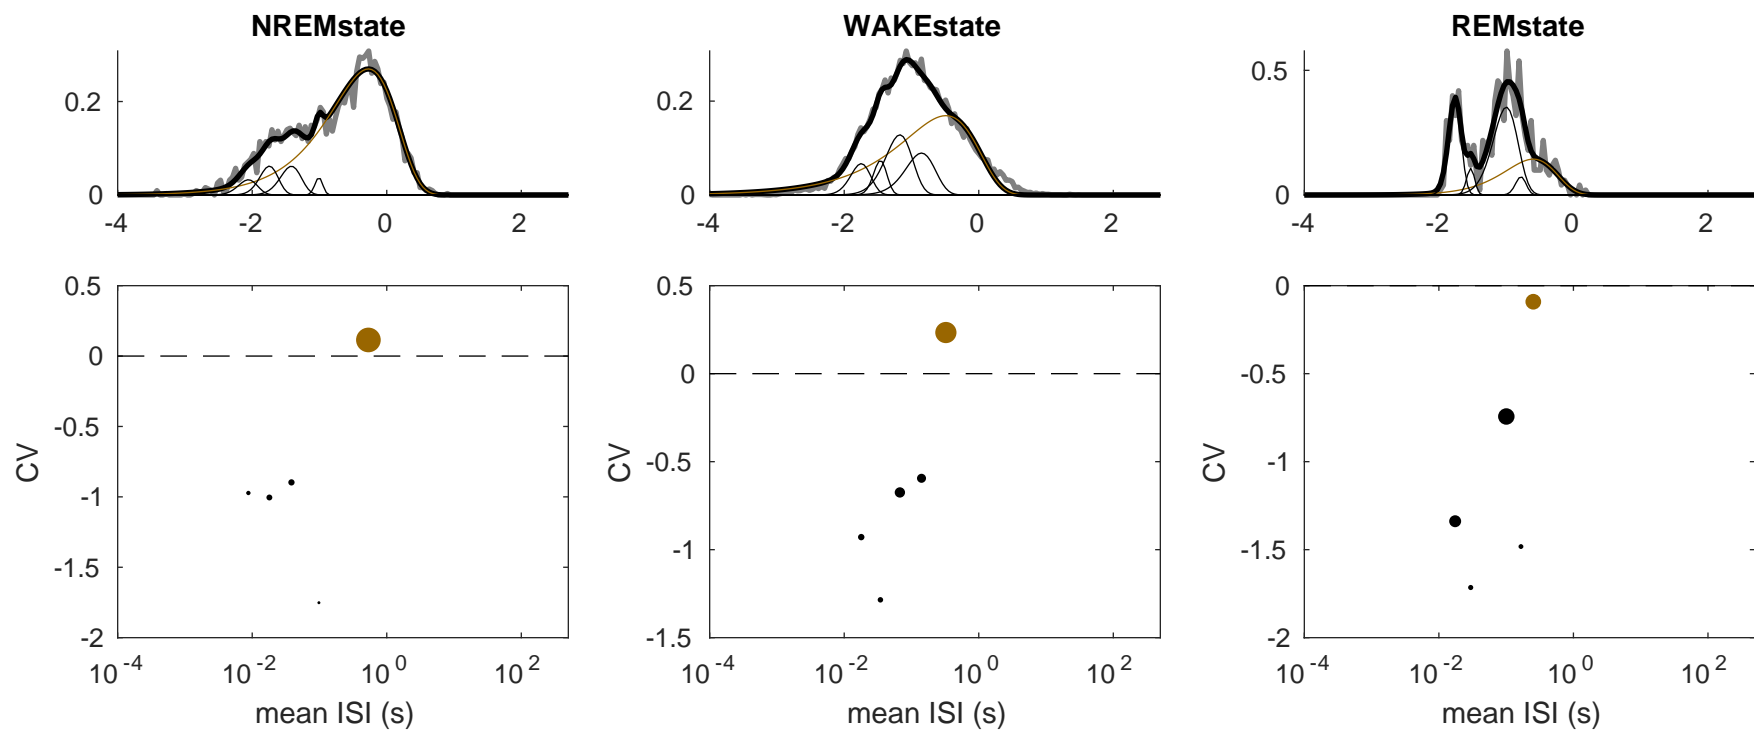 NREMstate WAKEstate REMstate
0.2 0.2 0.5
0 0 0
-4 -2 0 2 -4 -2 0 2 -4 -2 0 2
0.5 0.5 0
0 0 -0.5
-0.5 -0.5 -1
-1 -1 -1.5
-1.5 -1.5 -2
-2
CV CV CV
10^-4 10^-2 10^0 10^2 10^-4 10^-2 10^0 10^2 10^-4 10^-2 10^0 10^2
mean ISI (s) mean ISI (s) mean ISI (s)